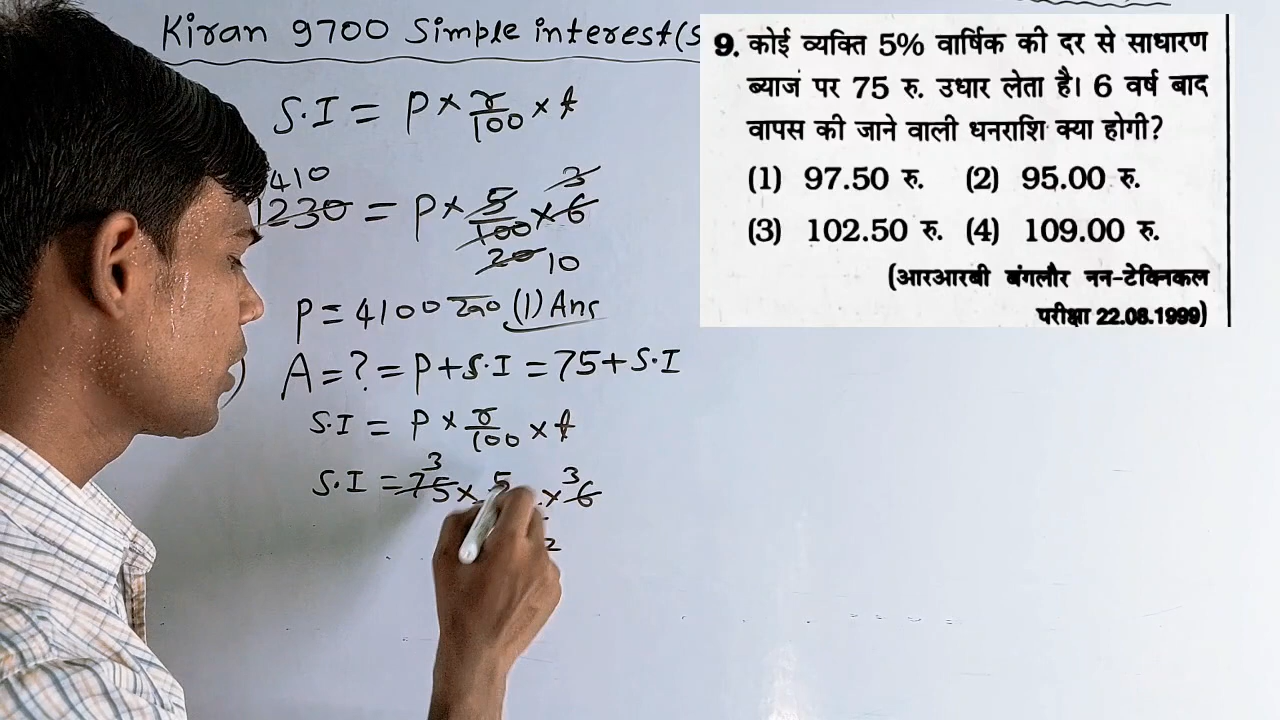 Kiran 9700 Simple interest(S
S.I = P × r/100 × t
410
3
1230 = P × 5/100 × 6
20 10
P = 4100 (1) Ans
) A = ? = P + S.I = 75 + S.I
S.I = P × r/100 × t
3 3
S.I = 75 × 5 × 6
2
9. कोई व्यक्ति 5% वार्षिक की दर से साधारण
ब्याज पर 75 रु. उधार लेता है। 6 वर्ष बाद
वापस की जाने वाली धनराशि क्या होगी?
(1) 97.50 रु. (2) 95.00 रु.
(3) 102.50 रु. (4) 109.00 रु.
(आरआरबी बंगलौर नन-टेक्निकल
परीक्षा 22.08.1999)